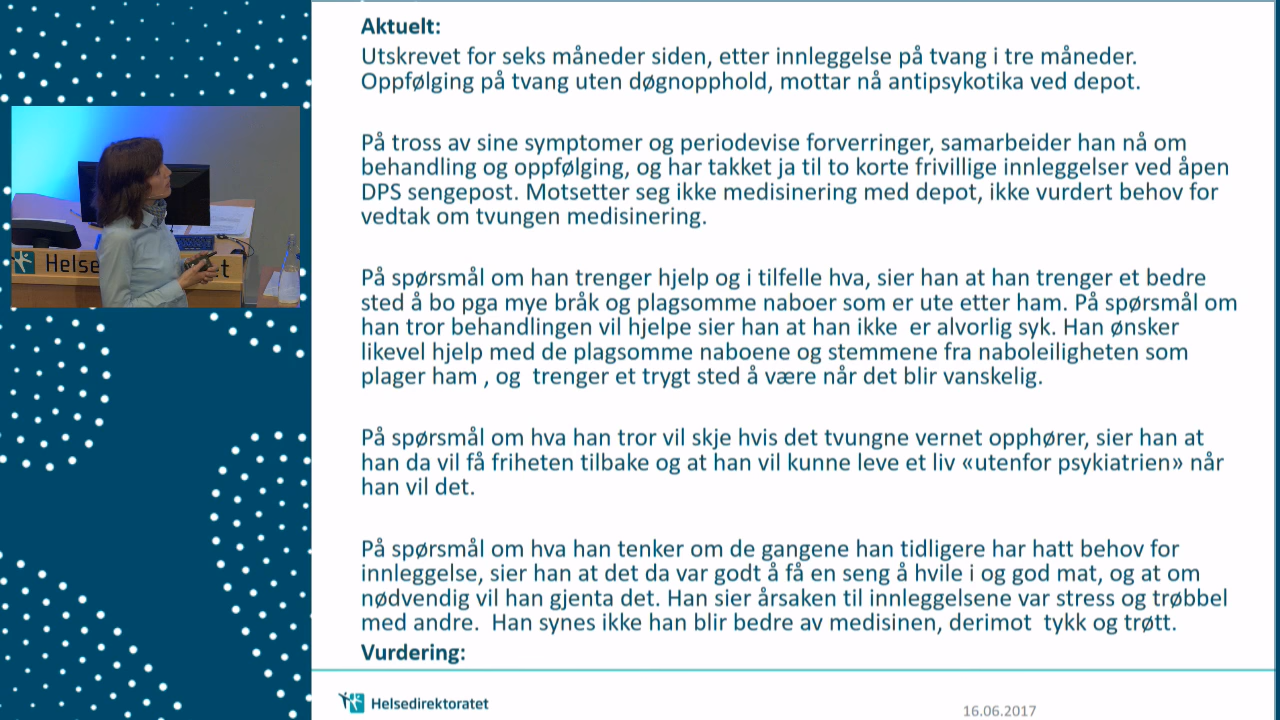 Aktuelt:
Utskrevet for seks måneder siden, etter innleggelse på tvang i tre måneder.
Oppfølging på tvang uten døgnopphold, mottar nå antipsykotika ved depot.
På tross av sine symptomer og periodevise forverringer, samarbeider han nå om
behandling og oppfølging, og har takket ja til to korte frivillige innleggelser ved åpen
DPS sengepost. Motsetter seg ikke medisinering med depot, ikke vurdert behov for
vedtak om tvungen medisinering.
På spørsmål om han trenger hjelp og i tilfelle hva, sier han at han trenger et bedre
sted å bo pga mye bråk og plagsomme naboer som er ute etter ham. På spørsmål om
han tror behandlingen vil hjelpe sier han at han ikke  er alvorlig syk. Han ønsker
likevel hjelp med de plagsomme naboene og stemmene fra naboleiligheten som
plager ham , og  trenger et trygt sted å være når det blir vanskelig.
På spørsmål om hva han tror vil skje hvis det tvungne vernet opphører, sier han at
han da vil få friheten tilbake og at han vil kunne leve et liv «utenfor psykiatrien» når
han vil det.
På spørsmål om hva han tenker om de gangene han tidligere har hatt behov for
innleggelse, sier han at det da var godt å få en seng å hvile i og god mat, og at om
nødvendig vil han gjenta det. Han sier årsaken til innleggelsene var stress og trøbbel
med andre.  Han synes ikke han blir bedre av medisinen, derimot  tykk og trøtt.
Vurdering:
Helsedirektoratet
16.06.2017
Helse
t